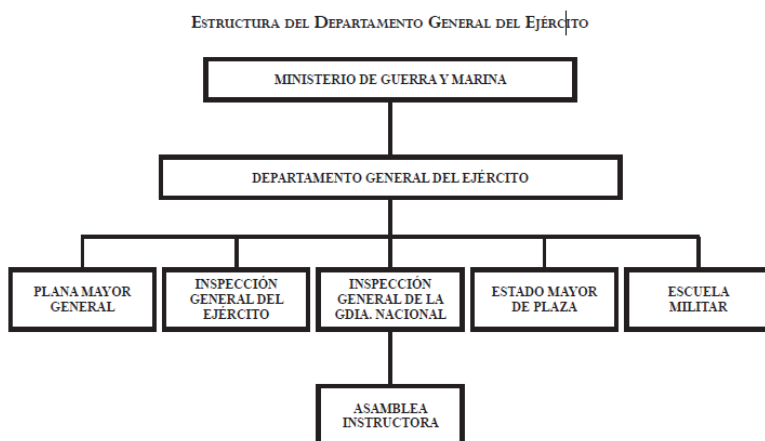 Estructura del Departamento General del Ejército
MINISTERIO DE GUERRA Y MARINA
DEPARTAMENTO GENERAL DEL EJÉRCITO
PLANA MAYOR
GENERAL
INSPECCIÓN
GENERAL DEL
EJÉRCITO
INSPECCIÓN
GENERAL DE LA
GDIA. NACIONAL
ESTADO MAYOR
DE PLAZA
ESCUELA
MILITAR
ASAMBLEA
INSTRUCTORA